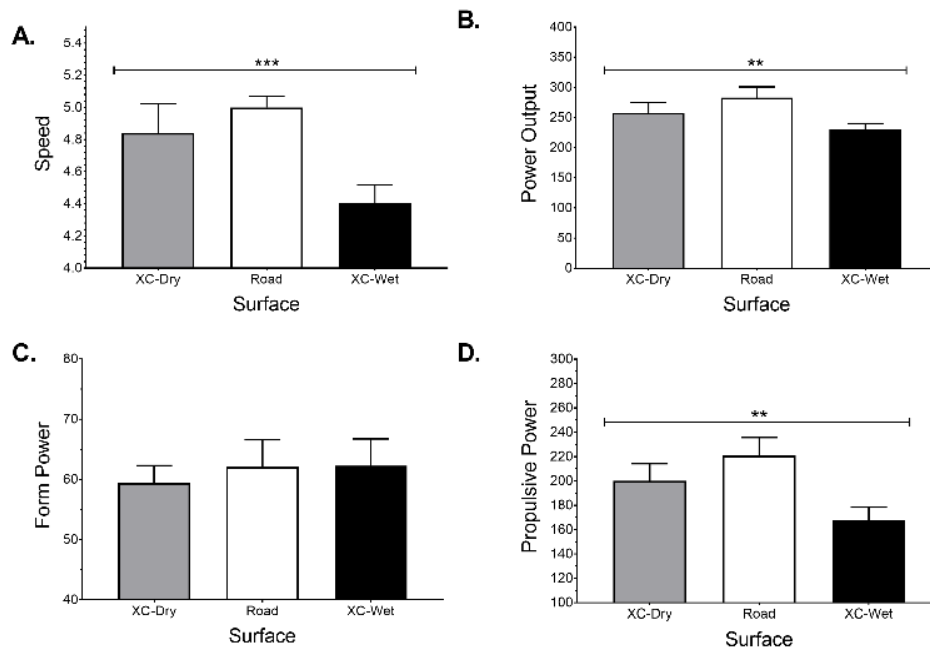 A.
***
Speed
5.4
5.2
5.0
4.8
4.6
4.4
4.2
4.0
XC-Dry Road XC-Wet
Surface
B.
**
Power Output
400
350
300
250
200
150
100
50
0
XC-Dry Road XC-Wet
Surface
C.
Form Power
80
70
60
50
40
XC-Dry Road XC-Wet
Surface
D.
**
Propulsive Power
300
280
260
240
220
200
180
160
140
120
100
XC-Dry Road XC-Wet
Surface